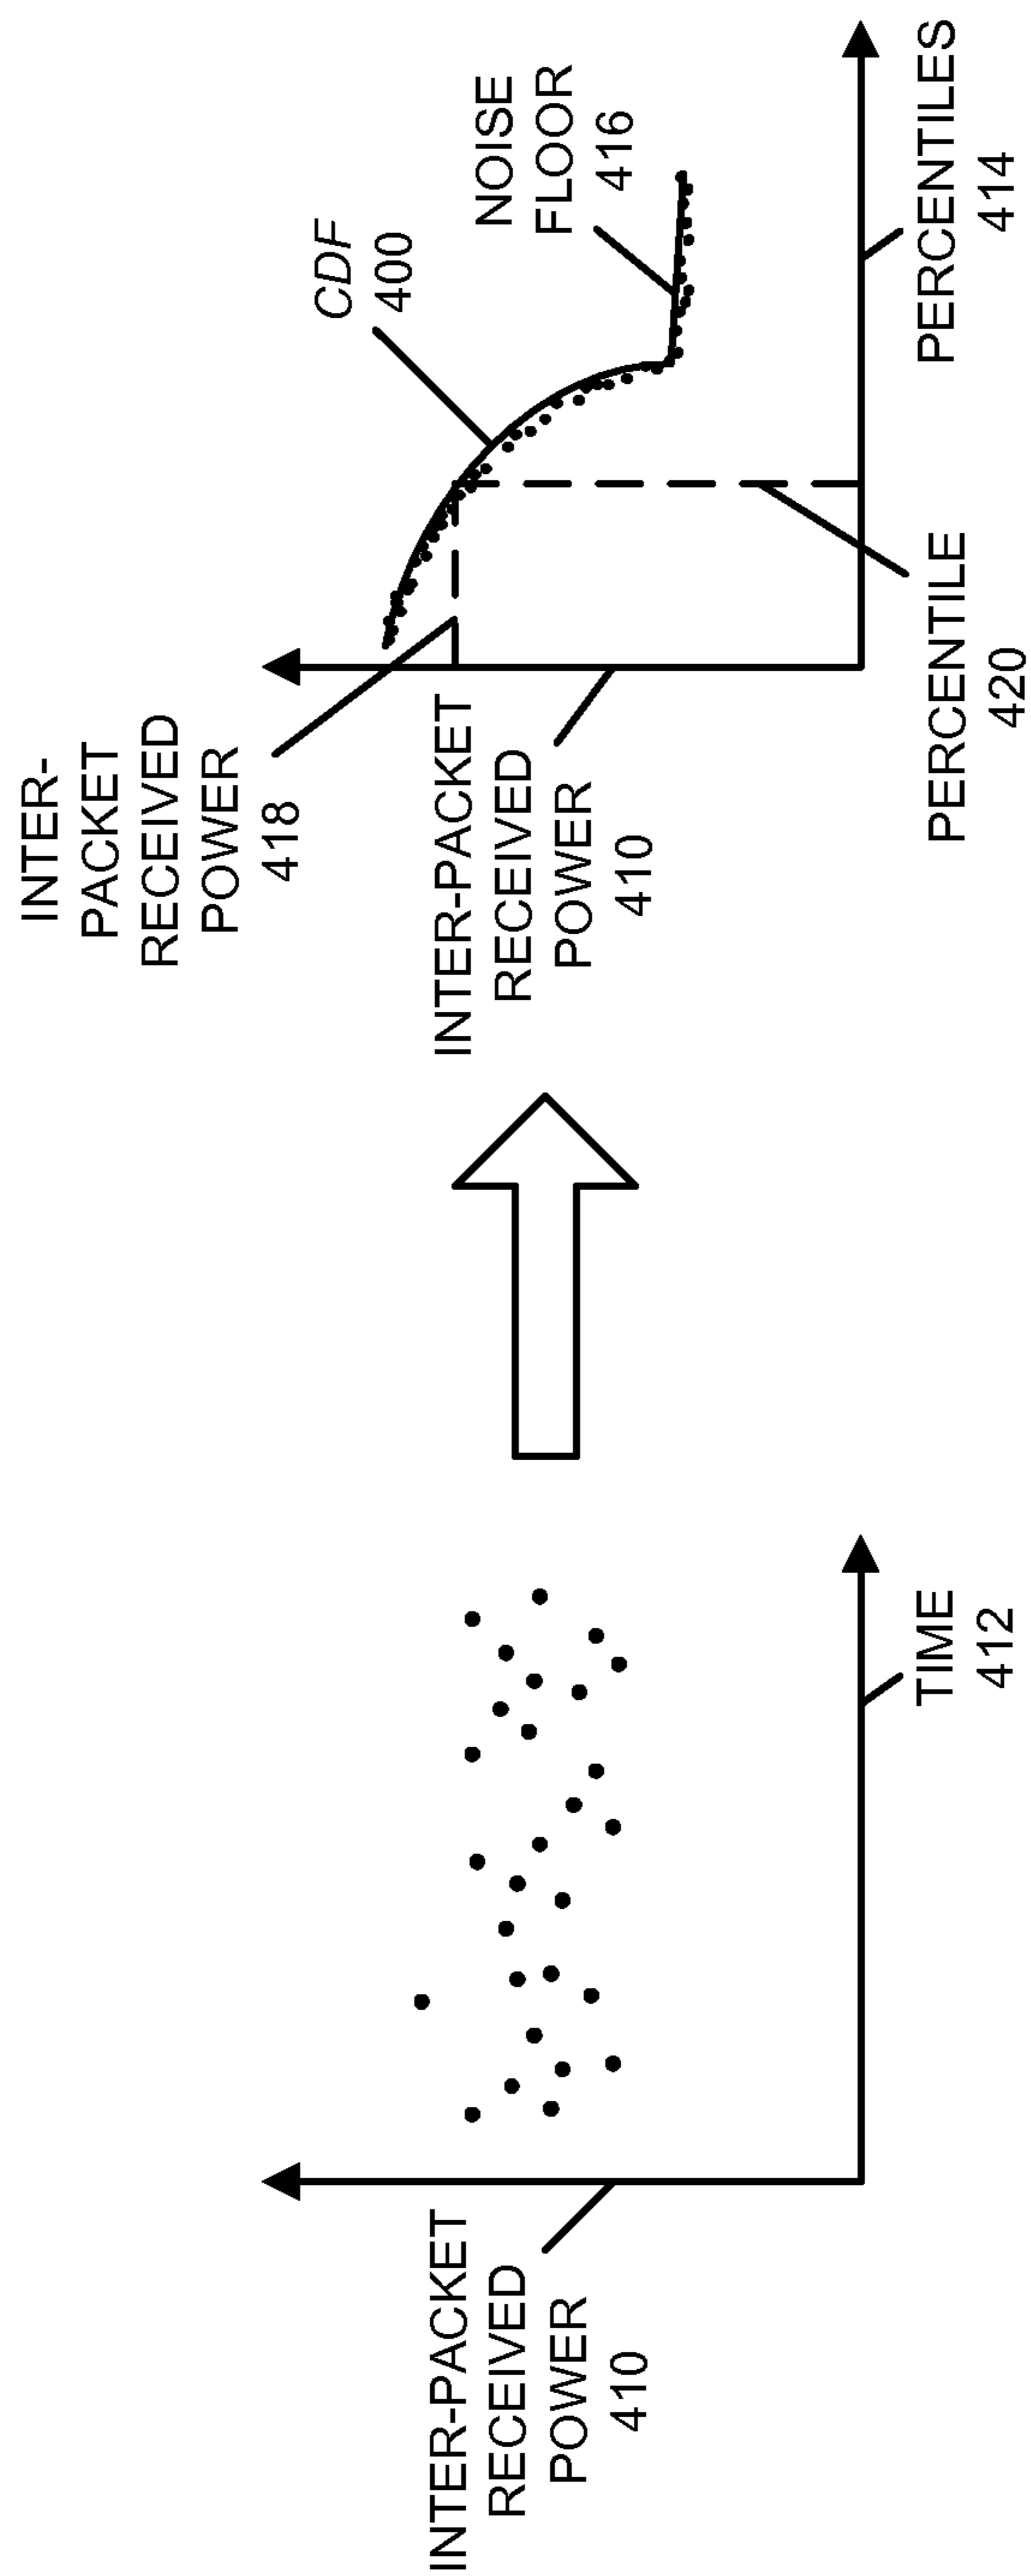 INTER-PACKET
RECEIVED
POWER
410
TIME
412
INTER-
PACKET
RECEIVED
POWER
418
INTER-PACKET
RECEIVED
POWER
410
CDF
400
NOISE
FLOOR
416
PERCENTILE
420
PERCENTILES
414